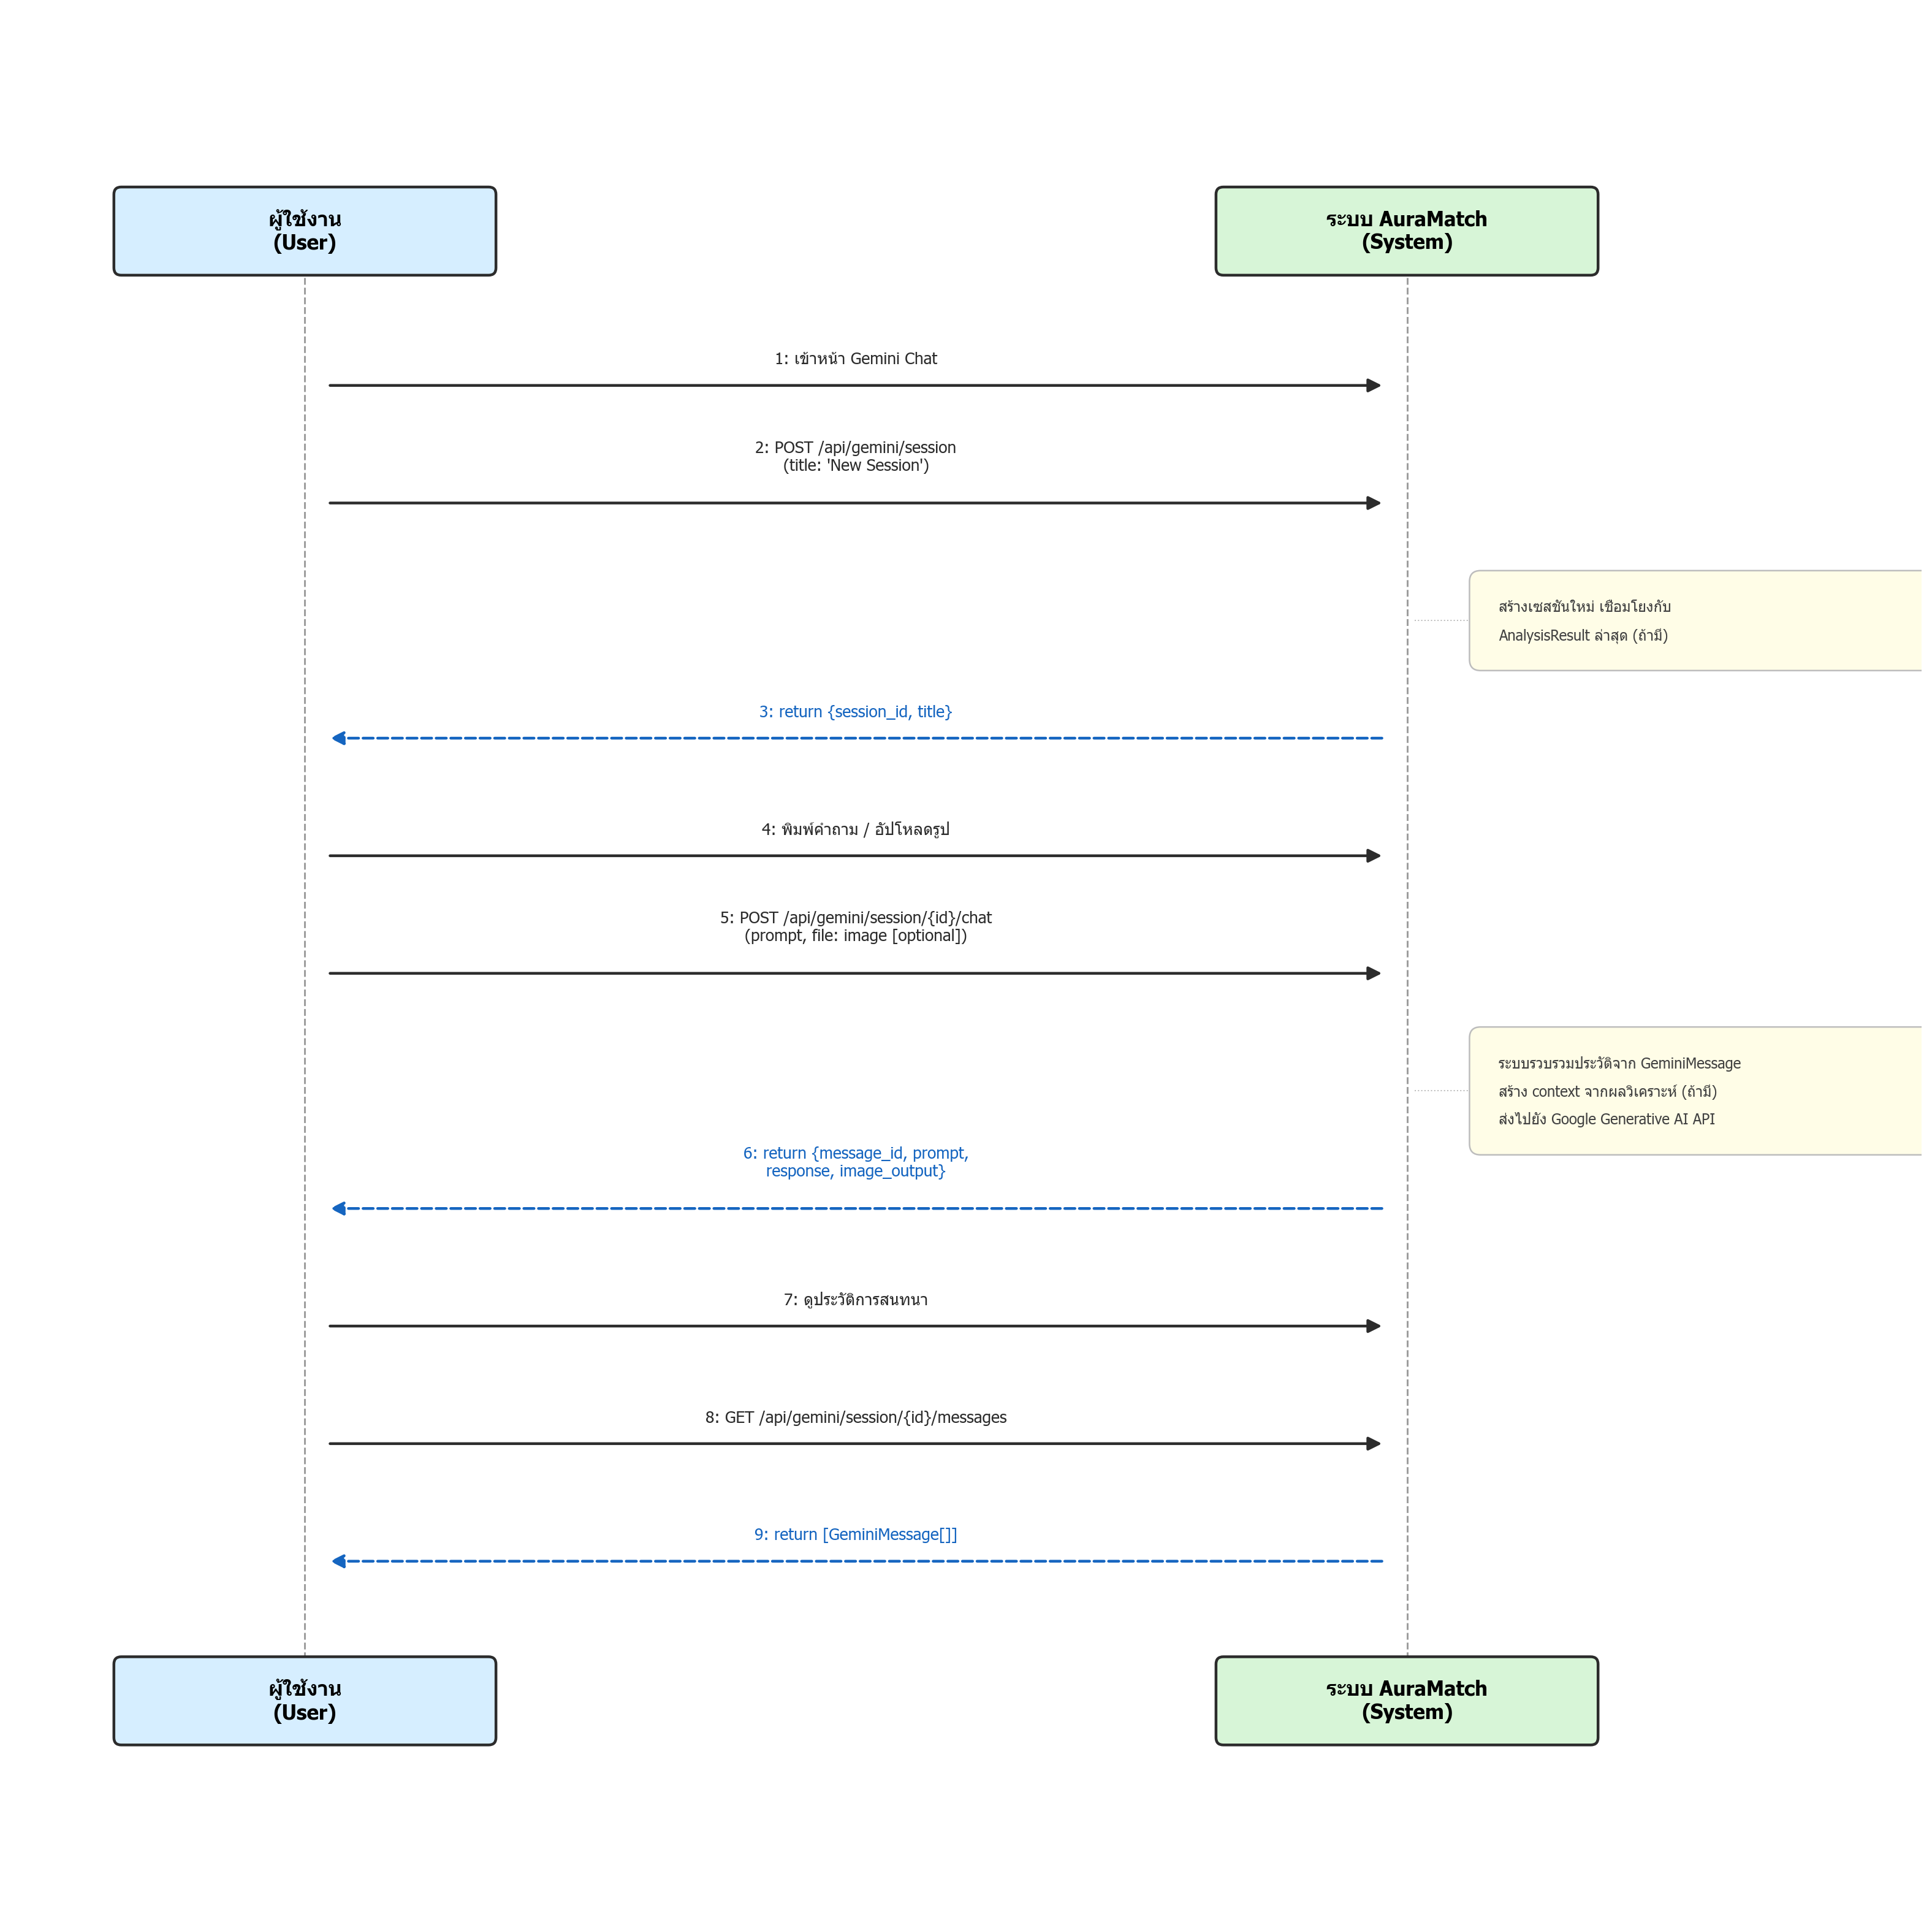 ผู้ใช้งาน
(User)
ระบบ AuraMatch
(System)
1: เข้าหน้า Gemini Chat
2: POST /api/gemini/session
(title: 'New Session')
สร้างเซสชันใหม่ เชื่อมโยงกับ
AnalysisResult ล่าสุด (ถ้ามี)
3: return {session_id, title}
4: พิมพ์คำถาม / อัปโหลดรูป
5: POST /api/gemini/session/{id}/chat
(prompt, file: image [optional])
ระบบรวบรวมประวัติจาก GeminiMessage
สร้าง context จากผลวิเคราะห์ (ถ้ามี)
ส่งไปยัง Google Generative AI API
6: return {message_id, prompt,
response, image_output}
7: ดูประวัติการสนทนา
8: GET /api/gemini/session/{id}/messages
9: return [GeminiMessage[]]
ผู้ใช้งาน
(User)
ระบบ AuraMatch
(System)